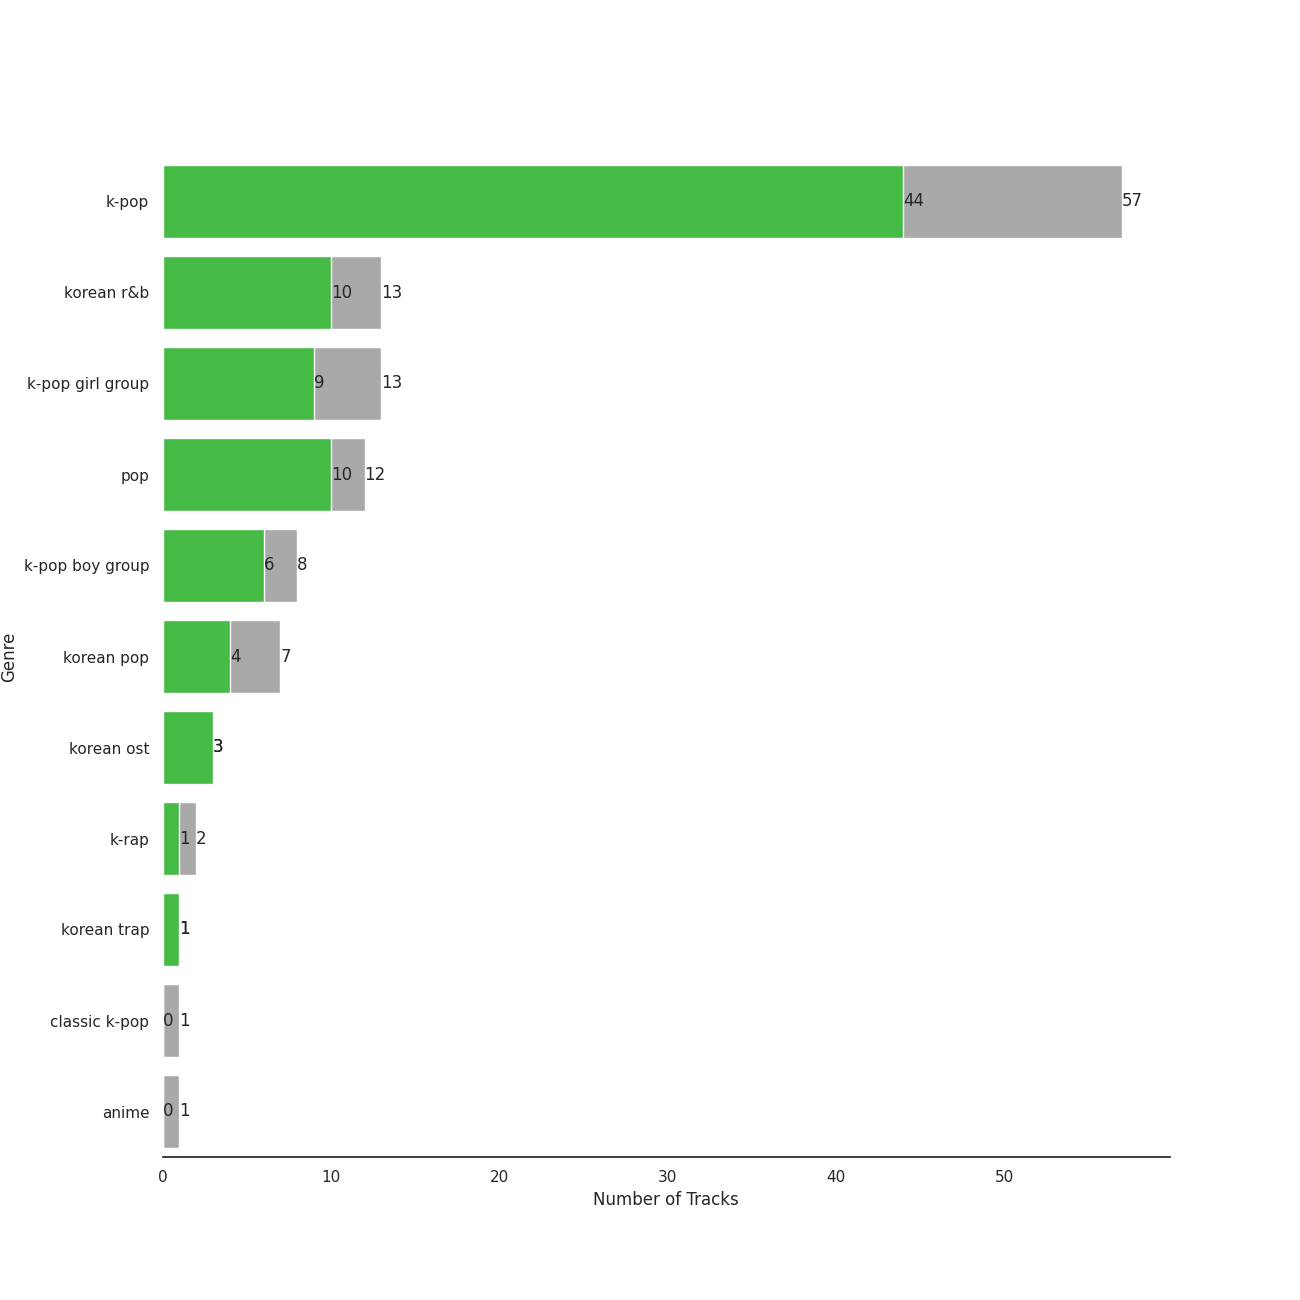 k-pop 44 57
korean r&b 10 13
k-pop girl group 9 13
pop 10 12
k-pop boy group 6 8
korean pop 4 7
korean ost 3
k-rap 1 2
korean trap 1
classic k-pop 0 1
anime 0 1
Genre
0 10 20 30 40 50
Number of Tracks